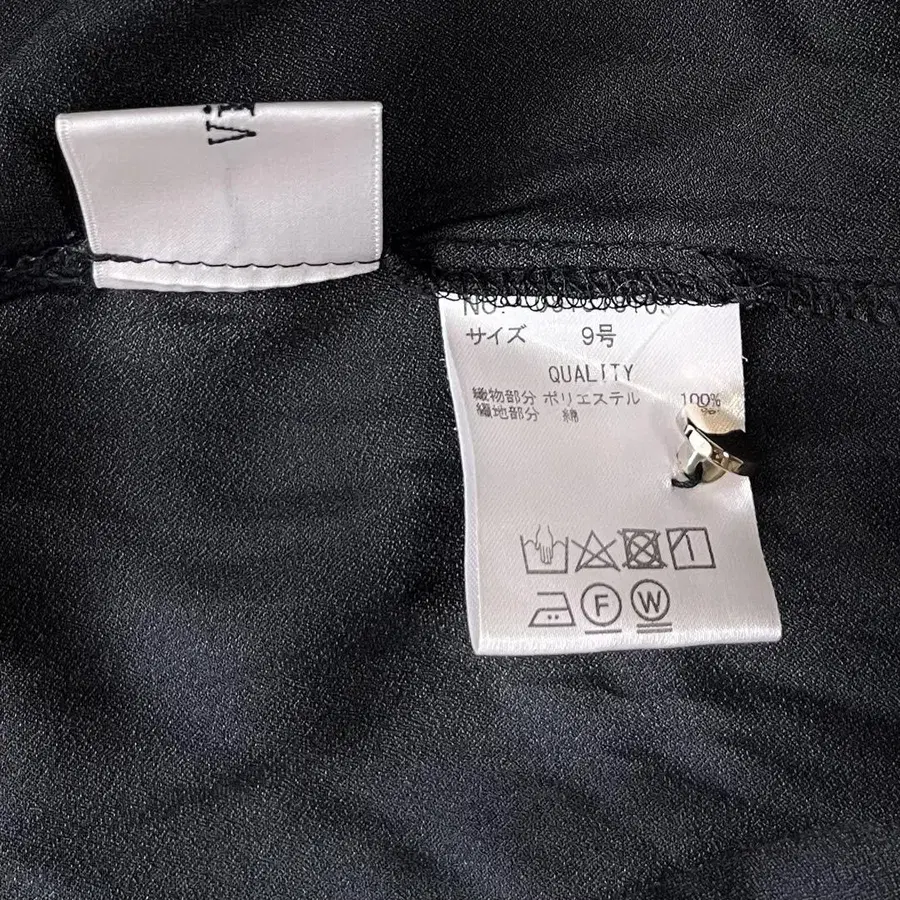 Vi
サイズ 9号
QUALITY
織物部分 ポリエステル 100%
編地部分 綿 %
F W